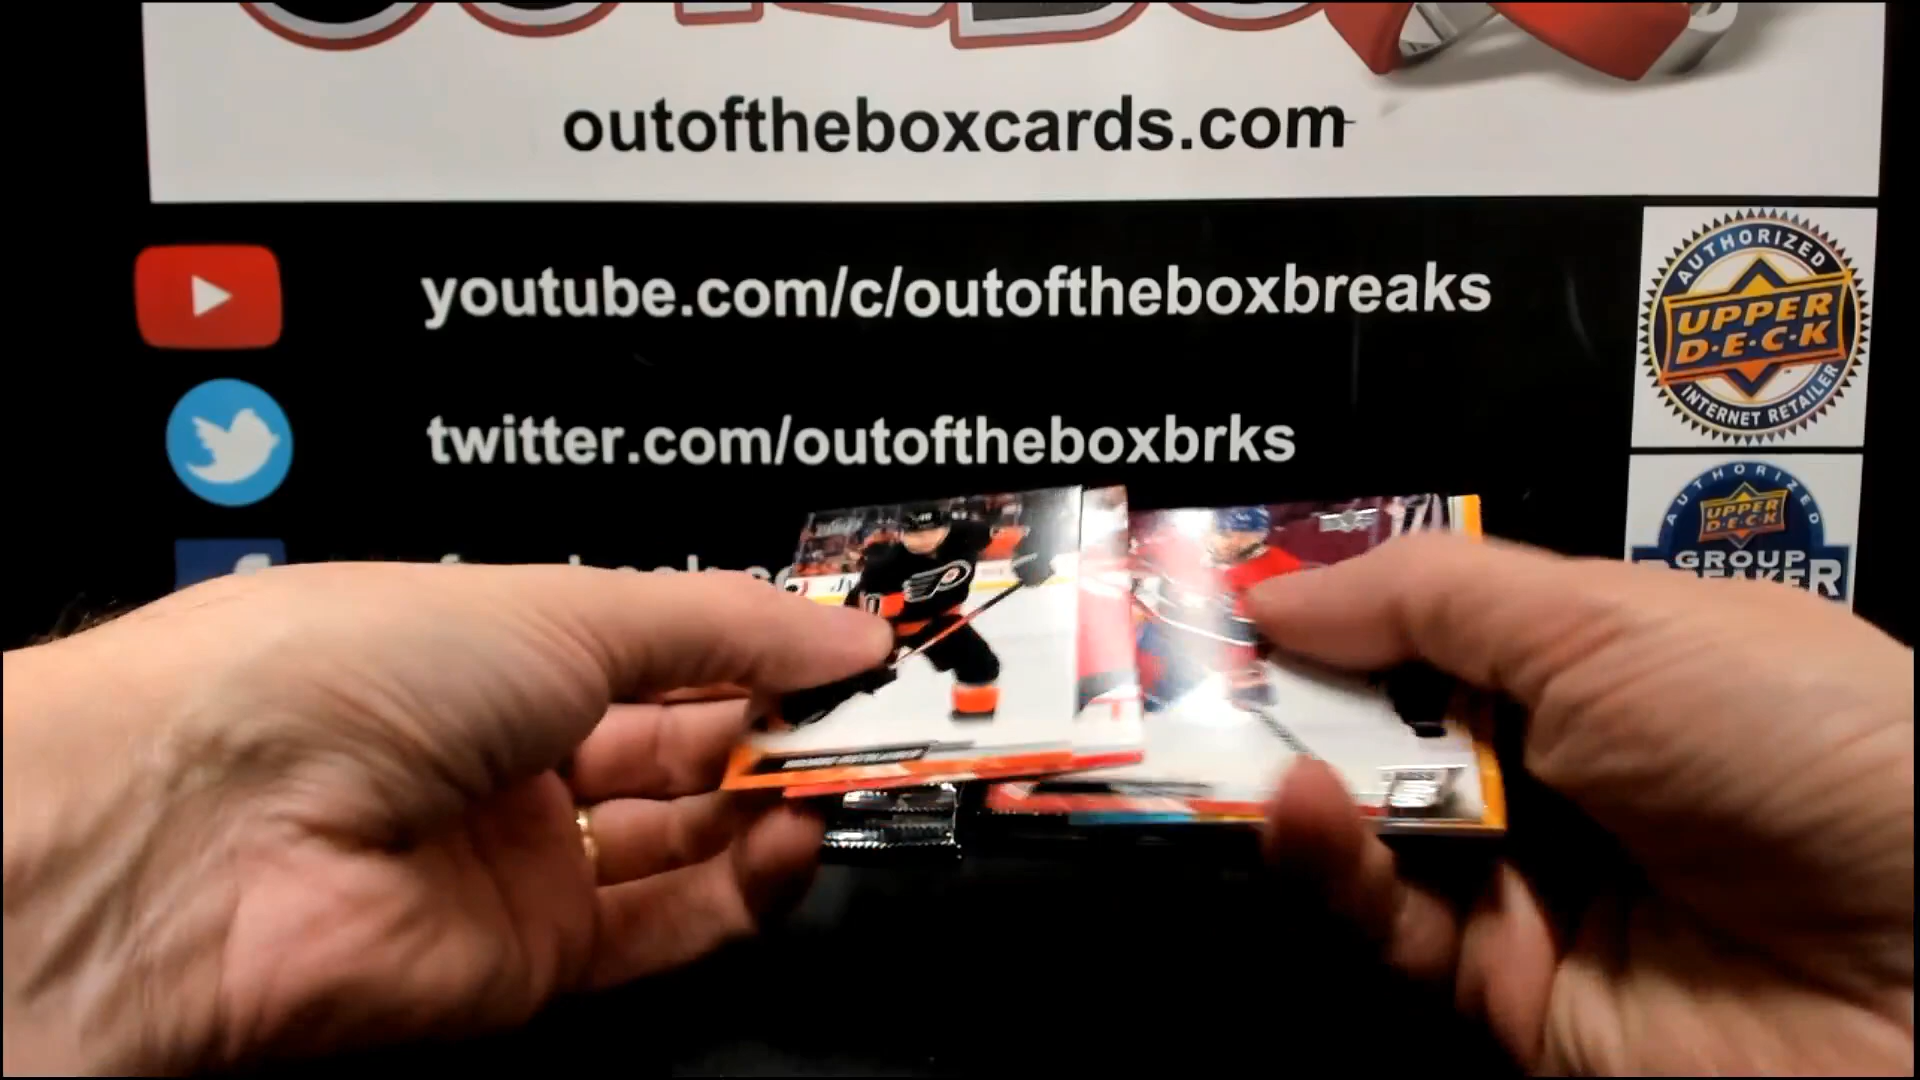 outoftheboxcards.com
youtube.com/c/outoftheboxbreaks
twitter.com/outoftheboxbrks
AUTHORIZED
UPPER
D·E·C·K
INTERNET RETAILER
AUTHORIZED
UPPER
DECK
GROUP